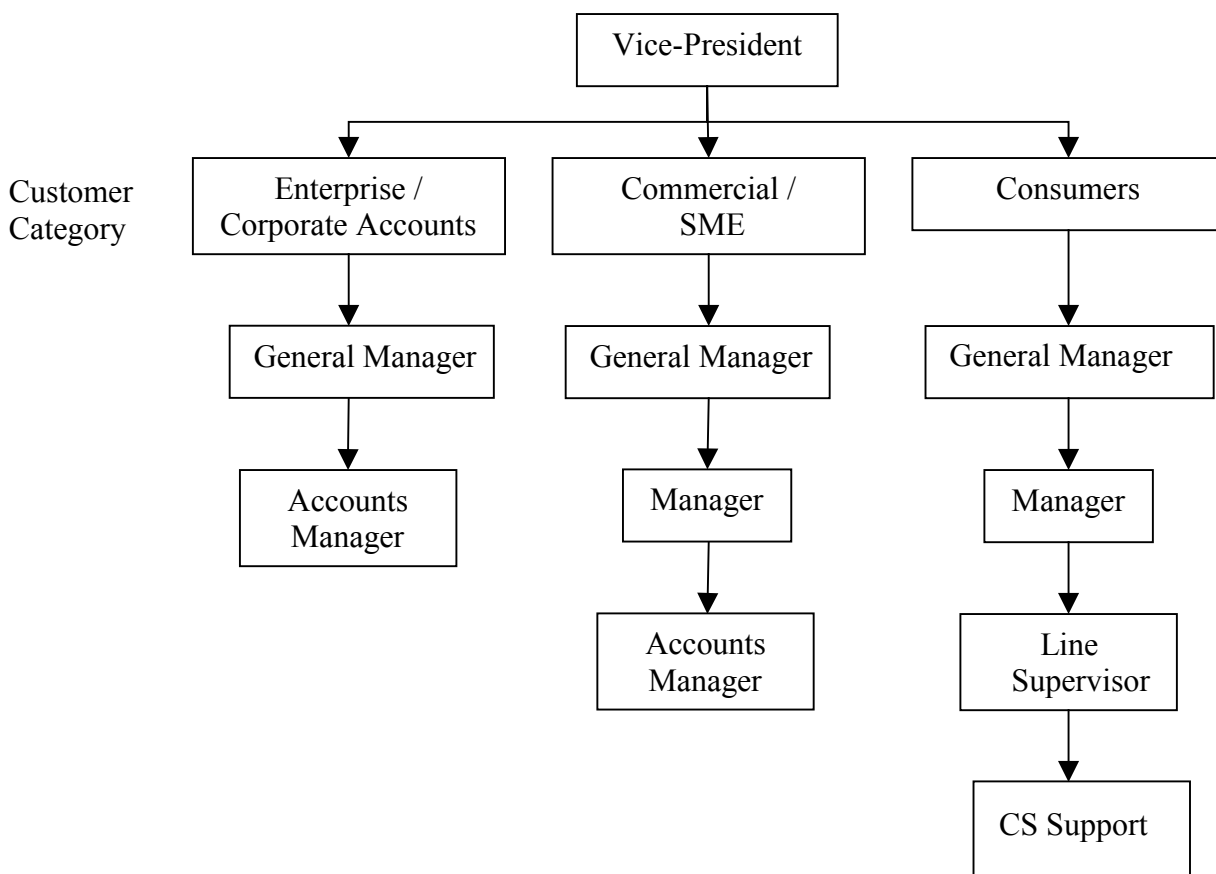 Vice-President
Customer
Category
Enterprise /
Corporate Accounts
Commercial /
SME
Consumers
General Manager
General Manager
General Manager
Accounts
Manager
Manager
Manager
Accounts
Manager
Line
Supervisor
CS Support